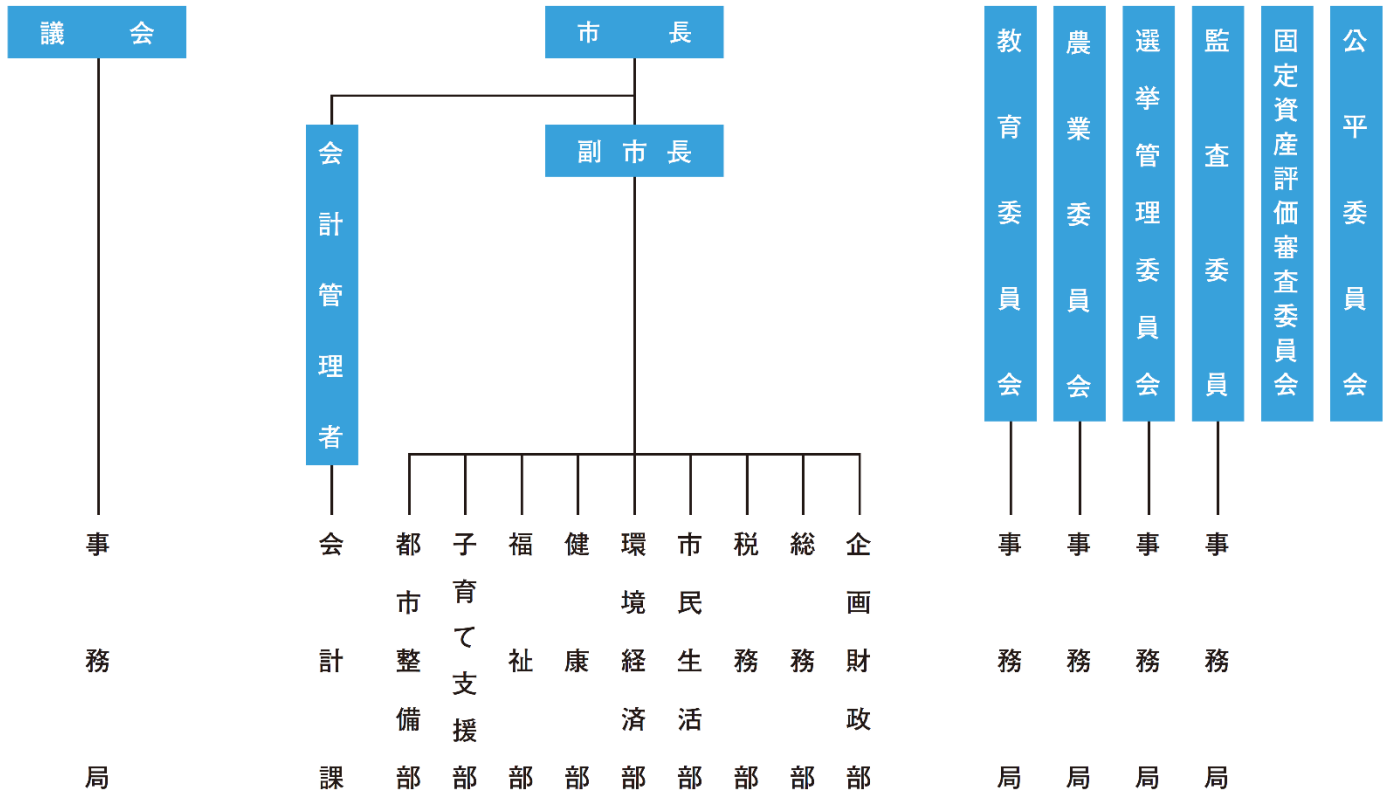 議会
市長
副市長
会計管理者
教育委員会
農業委員会
選挙管理委員会
監査委員
固定資産評価審査委員会
公平委員会
事務局
会計課
都市整備部
子育て支援部
福祉部
健康部
環境経済部
市民生活部
税務部
総務部
企画財政部
事務局
事務局
事務局
事務局